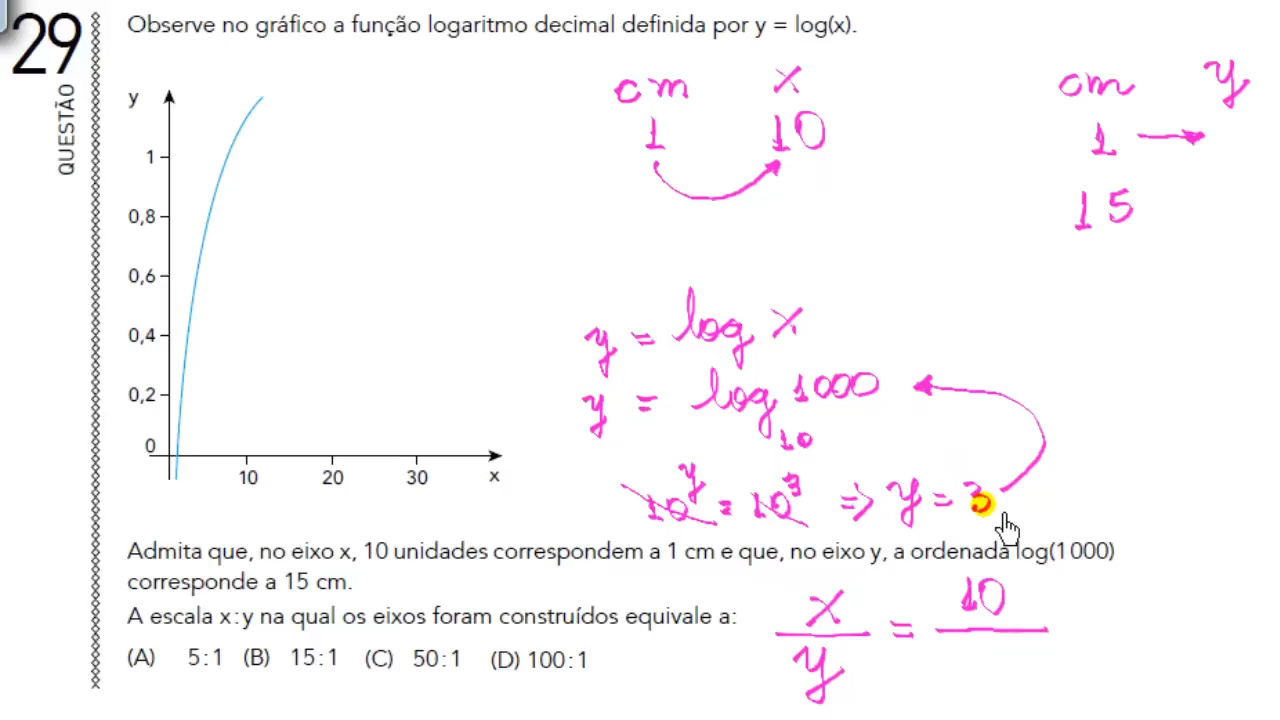 29
QUESTÃO
Observe no gráfico a função logaritmo decimal definida por y = log(x).
y
1
0,8
0,6
0,4
0,2
0
10 20 30 x
cm x
1 10
cm y
1
15
y = log x
y = log₁₀ 1000
10^y = 10^3 => y = 3
Admita que, no eixo x, 10 unidades correspondem a 1 cm e que, no eixo y, a ordenada log(1000)
corresponde a 15 cm.
A escala x:y na qual os eixos foram construídos equivale a:
(A) 5:1 (B) 15:1 (C) 50:1 (D) 100:1
x/y = 10/